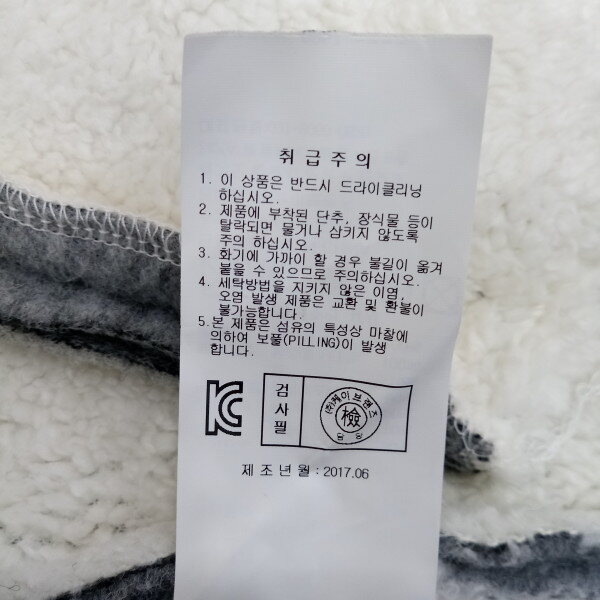 취급주의
1. 이 상품은 반드시 드라이클리닝
하십시오.
2. 제품에 부착된 단추, 장식물 등이
탈락되면 물거나 삼키지 않도록
주의 하십시오.
3. 화기에 가까이 할 경우 불길이 옮겨
붙을 수 있으므로 주의하십시오.
4. 세탁방법을 지키지 않은 이염,
오염 발생 제품은 교환 및 환불이
불가능합니다.
5.본 제품은 섬유의 특성상 마찰에
의하여 보풀(PILLING)이 발생
합니다.
KC
검사필
(주)케이브랜즈
檢
제조년월 : 2017.06